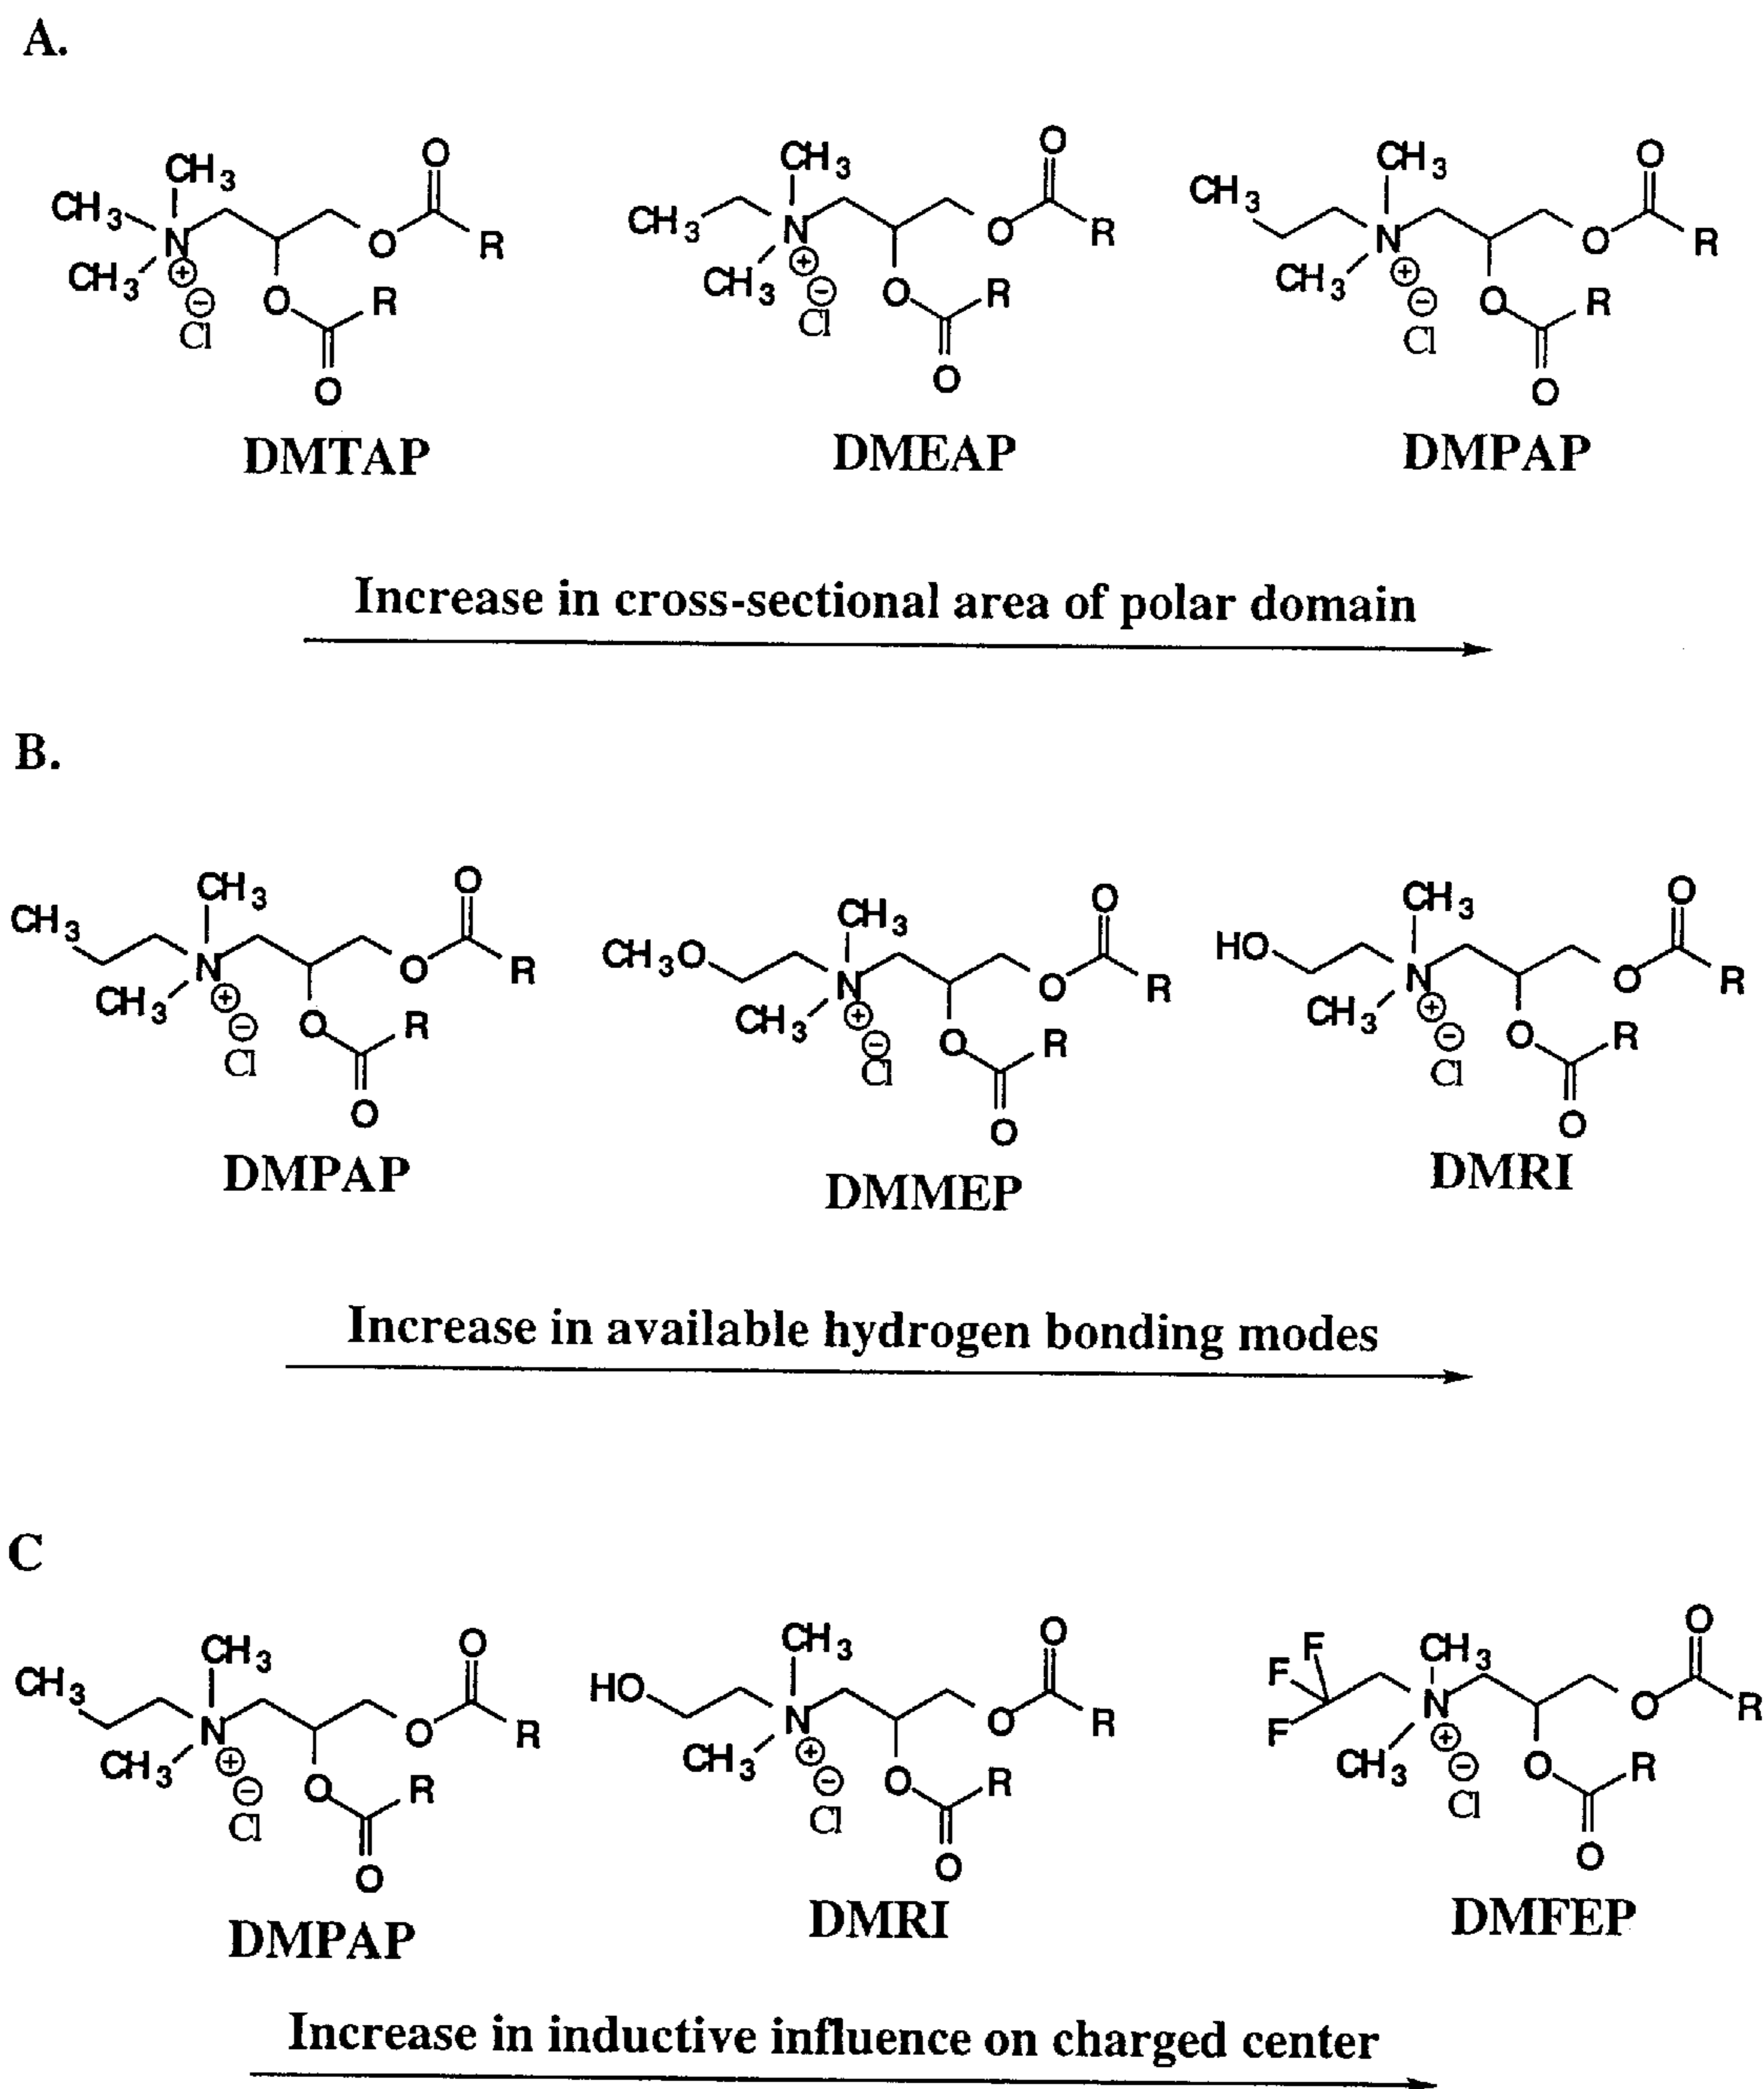 A.
CH3 CH3 CH3 N ⊕ ⊖ Cl O R O O R O
CH3 CH3 CH3 N ⊕ ⊖ Cl O R O O R O
CH3 CH3 CH3 N ⊕ ⊖ Cl O R O O R O
DMTAP DMEAP DMPAP
Increase in cross-sectional area of polar domain
B.
CH3 CH3 CH3 N ⊕ ⊖ Cl O R O O R O
CH3O CH3 CH3 N ⊕ ⊖ Cl O R O O R O
HO CH3 CH3 N ⊕ ⊖ Cl O R O O R O
DMPAP DMMEP DMRI
Increase in available hydrogen bonding modes
C
CH3 CH3 CH3 N ⊕ ⊖ Cl O R O O R O
HO CH3 CH3 N ⊕ ⊖ Cl O R O O R O
F F F CH3 CH3 N ⊕ ⊖ Cl O R O O R O
DMPAP DMRI DMFEP
Increase in inductive influence on charged center